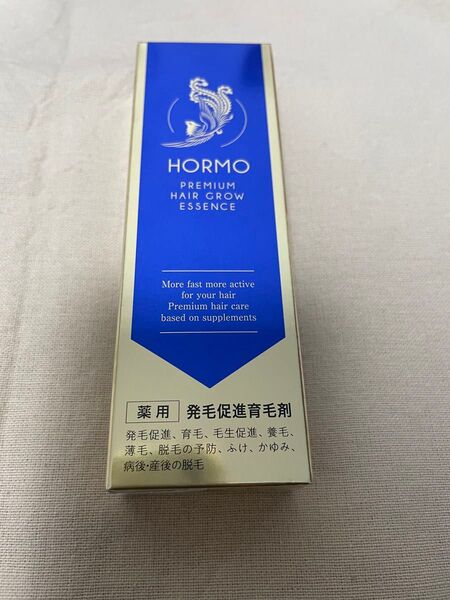 HORMO
PREMIUM
HAIR GROW
ESSENCE
More fast more active
for your hair
Premium hair care
based on supplements
薬用 発毛促進育毛剤
発毛促進、育毛、毛生促進、養毛、
薄毛、脱毛の予防、ふけ、かゆみ、
病後・産後の脱毛